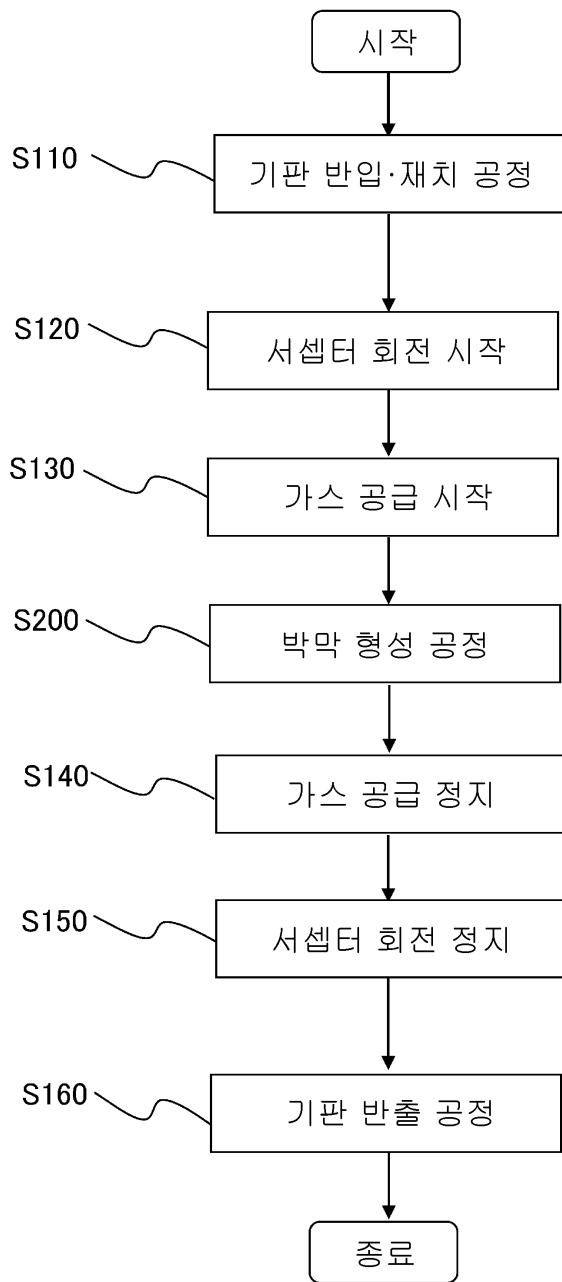 시작
S110
기판 반입·재치 공정
S120
서셉터 회전 시작
S130
가스 공급 시작
S200
박막 형성 공정
S140
가스 공급 정지
S150
서셉터 회전 정지
S160
기판 반출 공정
종료